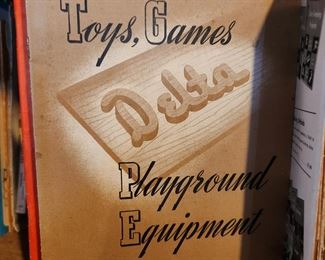 Toys, Games
Delta
Playground
Equipment